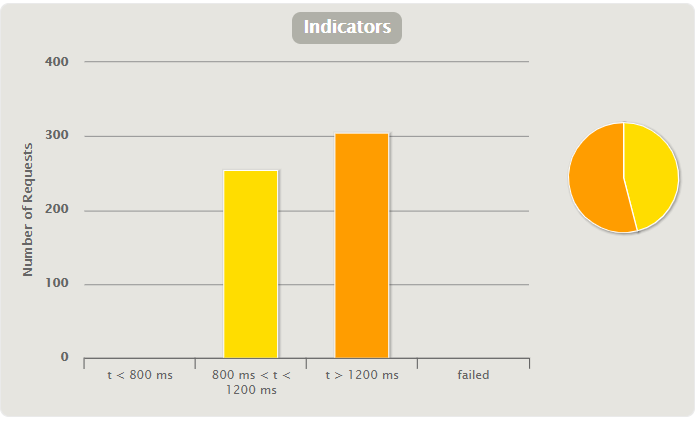 Indicators
400
300
200
100
0
Number of Requests
t < 800 ms
800 ms < t <
1200 ms
t > 1200 ms
failed